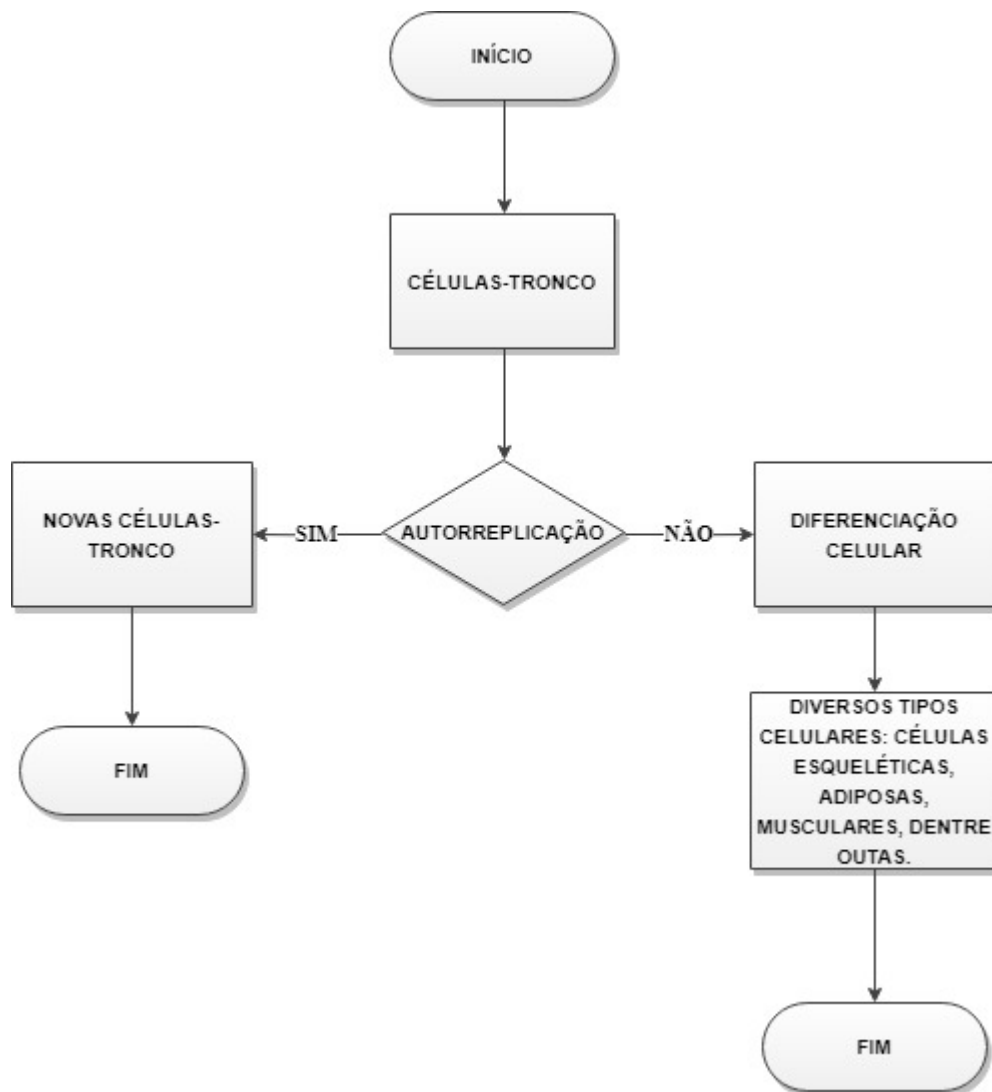 INÍCIO
CÉLULAS-TRONCO
NOVAS CÉLULAS-
TRONCO
SIM
AUTORREPLICAÇÃO
NÃO
DIFERENCIAÇÃO
CELULAR
DIVERSOS TIPOS
CELULARES: CÉLULAS
ESQUELÉTICAS,
ADIPOSAS,
MUSCULARES, DENTRE
OUTAS.
FIM
FIM